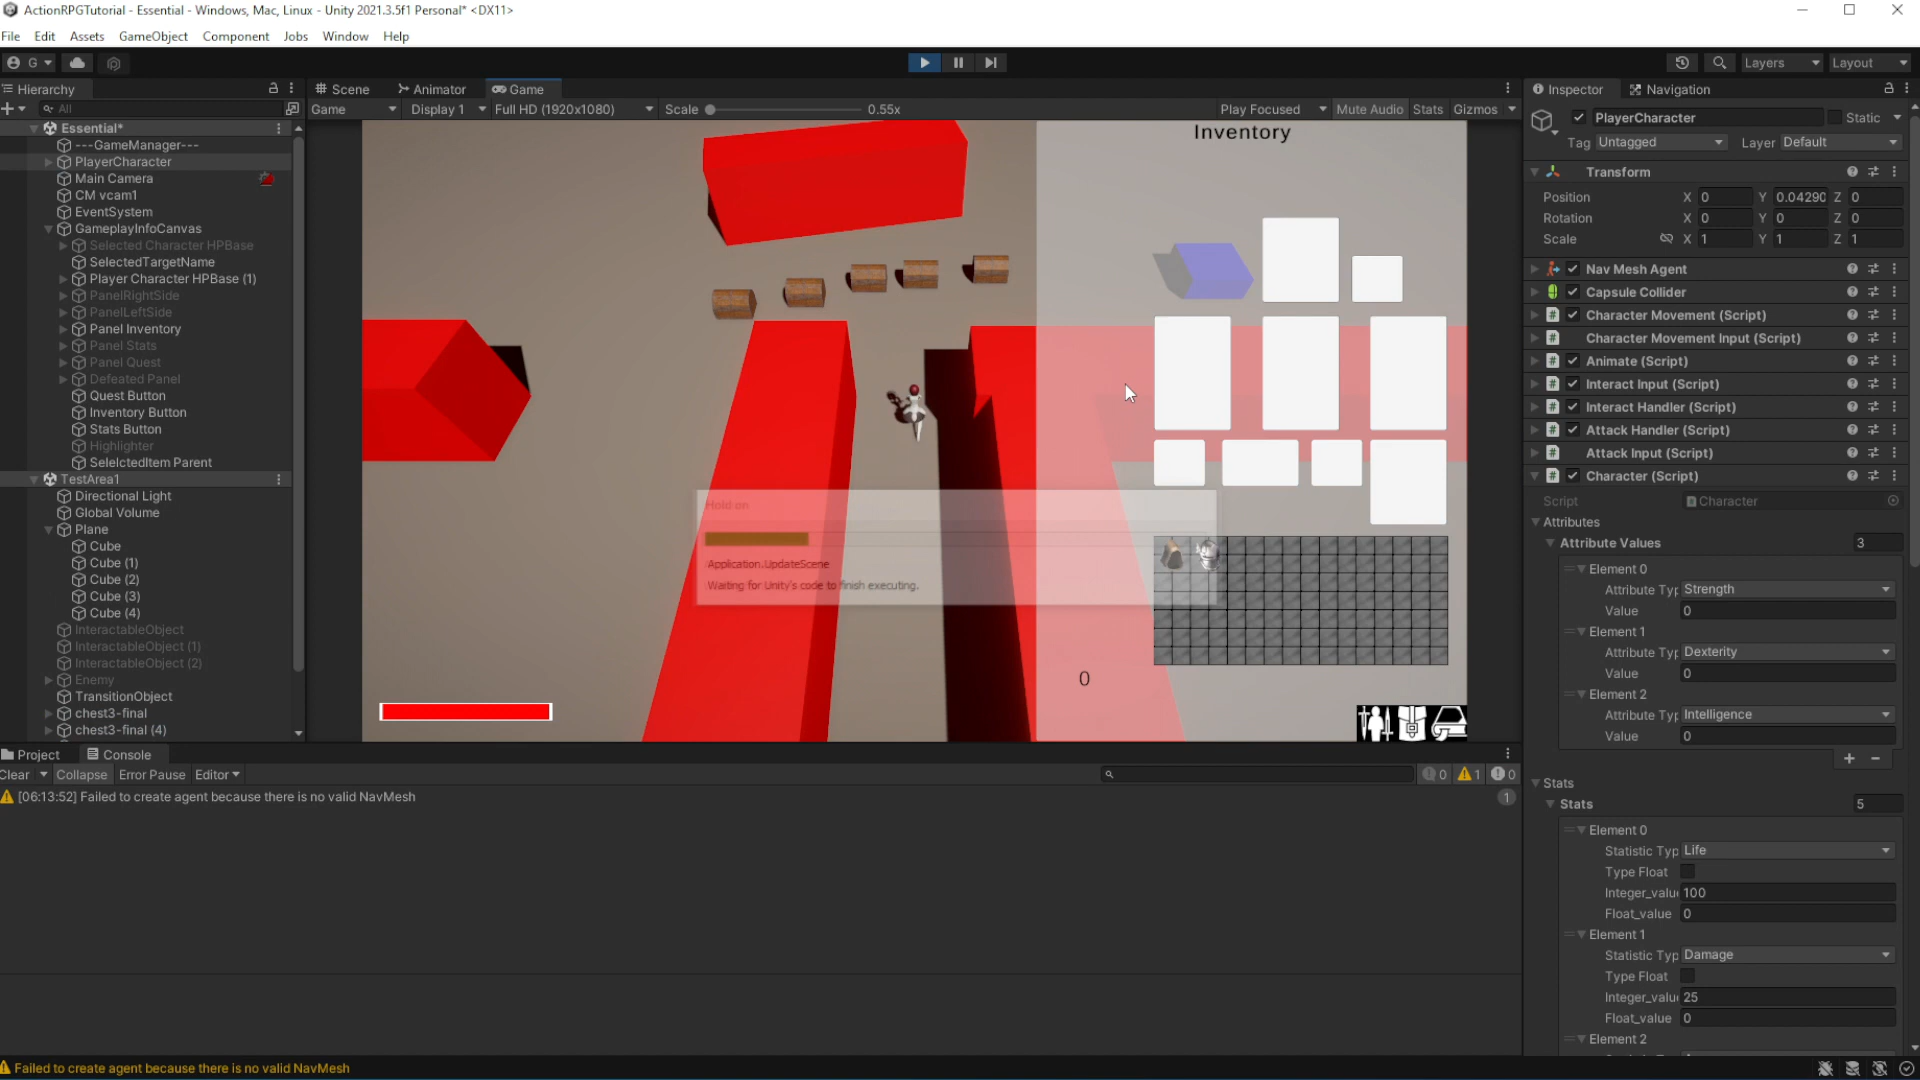 ActionRPGTutorial - Essential - Windows, Mac, Linux - Unity 2021.3.5f1 Personal* <DX11>
File Edit Assets GameObject Component Jobs Window Help
G Layers Layout
Hierarchy
All
Essential*
---GameManager---
PlayerCharacter
Main Camera
CM vcam1
EventSystem
GameplayInfoCanvas
Selected Character HPBase
SelectedTargetName
Player Character HPBase (1)
PanelRightSide
PanelLeftSide
Panel Inventory
Panel Stats
Panel Quest
Defeated Panel
Quest Button
Inventory Button
Stats Button
Highlighter
SelelctedItem Parent
TestArea1
Directional Light
Global Volume
Plane
Cube
Cube (1)
Cube (2)
Cube (3)
Cube (4)
InteractableObject
InteractableObject (1)
InteractableObject (2)
Enemy
TransitionObject
chest3-final
chest3-final (4)
Scene Animator Game
Game Display 1 Full HD (1920x1080) Scale 0.55x Play Focused Mute Audio Stats Gizmos
Inventory
Hold on
Application.UpdateScene
Waiting for Unity's code to finish executing.
0
Project Console
Clear Collapse Error Pause Editor 0 1 0
[06:13:52] Failed to create agent because there is no valid NavMesh 1
Failed to create agent because there is no valid NavMesh
Inspector Navigation
PlayerCharacter Static
Tag Untagged Layer Default
Transform
Position X 0 Y 0.04290 Z 0
Rotation X 0 Y 0 Z 0
Scale X 1 Y 1 Z 1
Nav Mesh Agent
Capsule Collider
Character Movement (Script)
Character Movement Input (Script)
Animate (Script)
Interact Input (Script)
Interact Handler (Script)
Attack Handler (Script)
Attack Input (Script)
Character (Script)
Script Character
Attributes
Attribute Values 3
Element 0
Attribute Typ Strength
Value 0
Element 1
Attribute Typ Dexterity
Value 0
Element 2
Attribute Typ Intelligence
Value 0
Stats
Stats 5
Element 0
Statistic Typ Life
Type Float
Integer_valu 100
Float_value 0
Element 1
Statistic Typ Damage
Type Float
Integer_valu 25
Float_value 0
Element 2